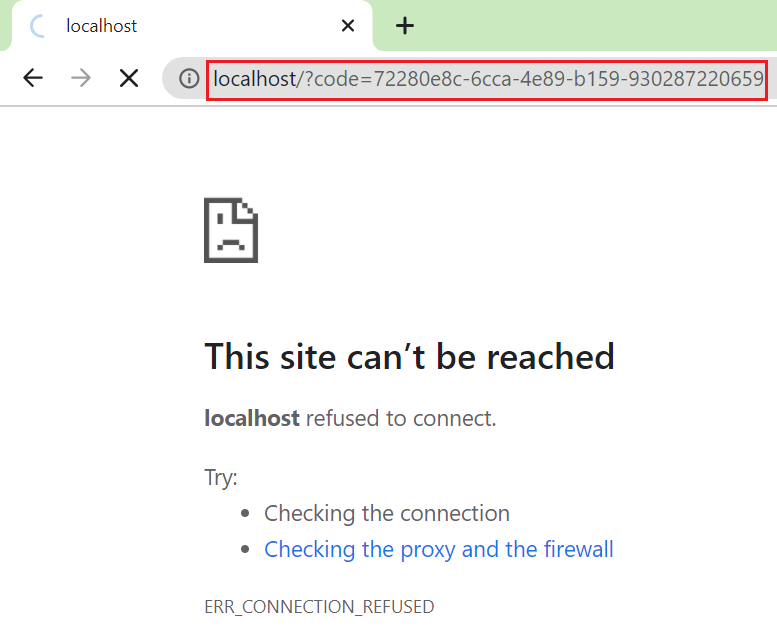 localhost
localhost/?code=72280e8c-6cca-4e89-b159-930287220659
This site can’t be reached
localhost refused to connect.
Try:
• Checking the connection
• Checking the proxy and the firewall
ERR_CONNECTION_REFUSED